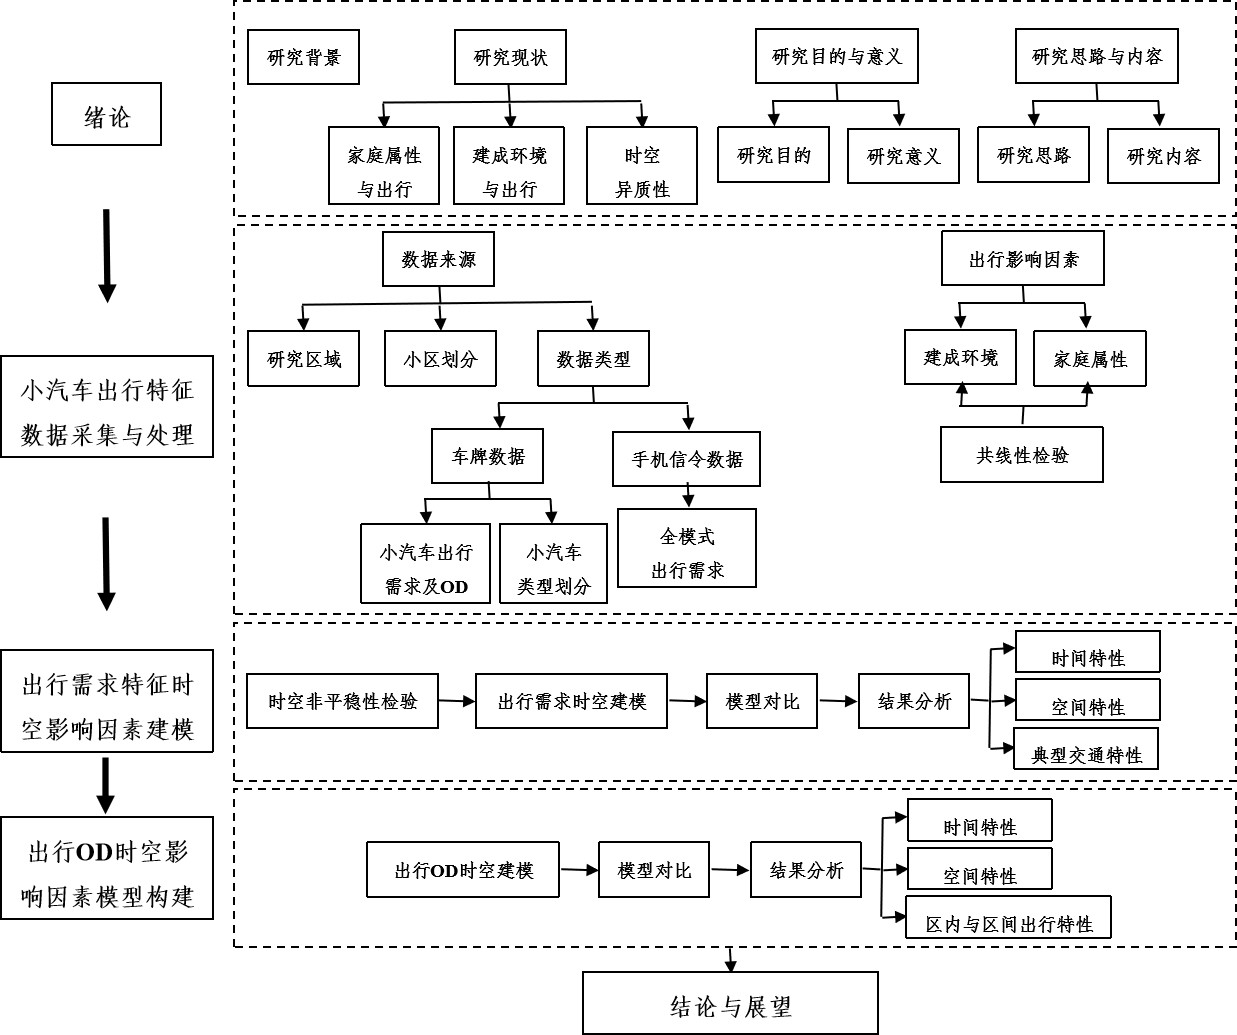 绪论
研究背景
研究现状
研究目的与意义
研究思路与内容
家庭属性
与出行
建成环境
与出行
时空
异质性
研究目的
研究意义
研究思路
研究内容
小汽车出行特征
数据采集与处理
数据来源
出行影响因素
研究区域
小区划分
数据类型
建成环境
家庭属性
车牌数据
手机信令数据
共线性检验
小汽车出行
需求及OD
小汽车
类型划分
全模式
出行需求
出行需求特征时
空影响因素建模
时空非平稳性检验
出行需求时空建模
模型对比
结果分析
时间特性
空间特性
典型交通特性
出行OD时空影
响因素模型构建
出行OD时空建模
模型对比
结果分析
时间特性
空间特性
区内与区间出行特性
结论与展望